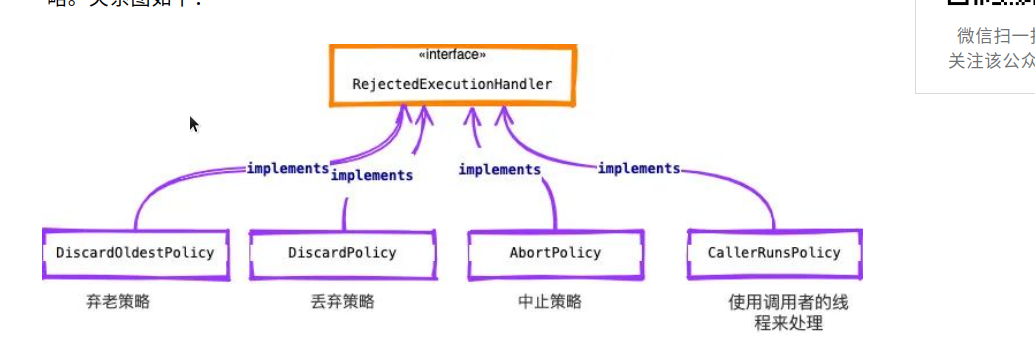 «interface»
RejectedExecutionHandler
implements
implements
implements
implements
DiscardOldestPolicy
DiscardPolicy
AbortPolicy
CallerRunsPolicy
弃老策略
丢弃策略
中止策略
使用调用者的线
程来处理
微信扫一
关注该公众